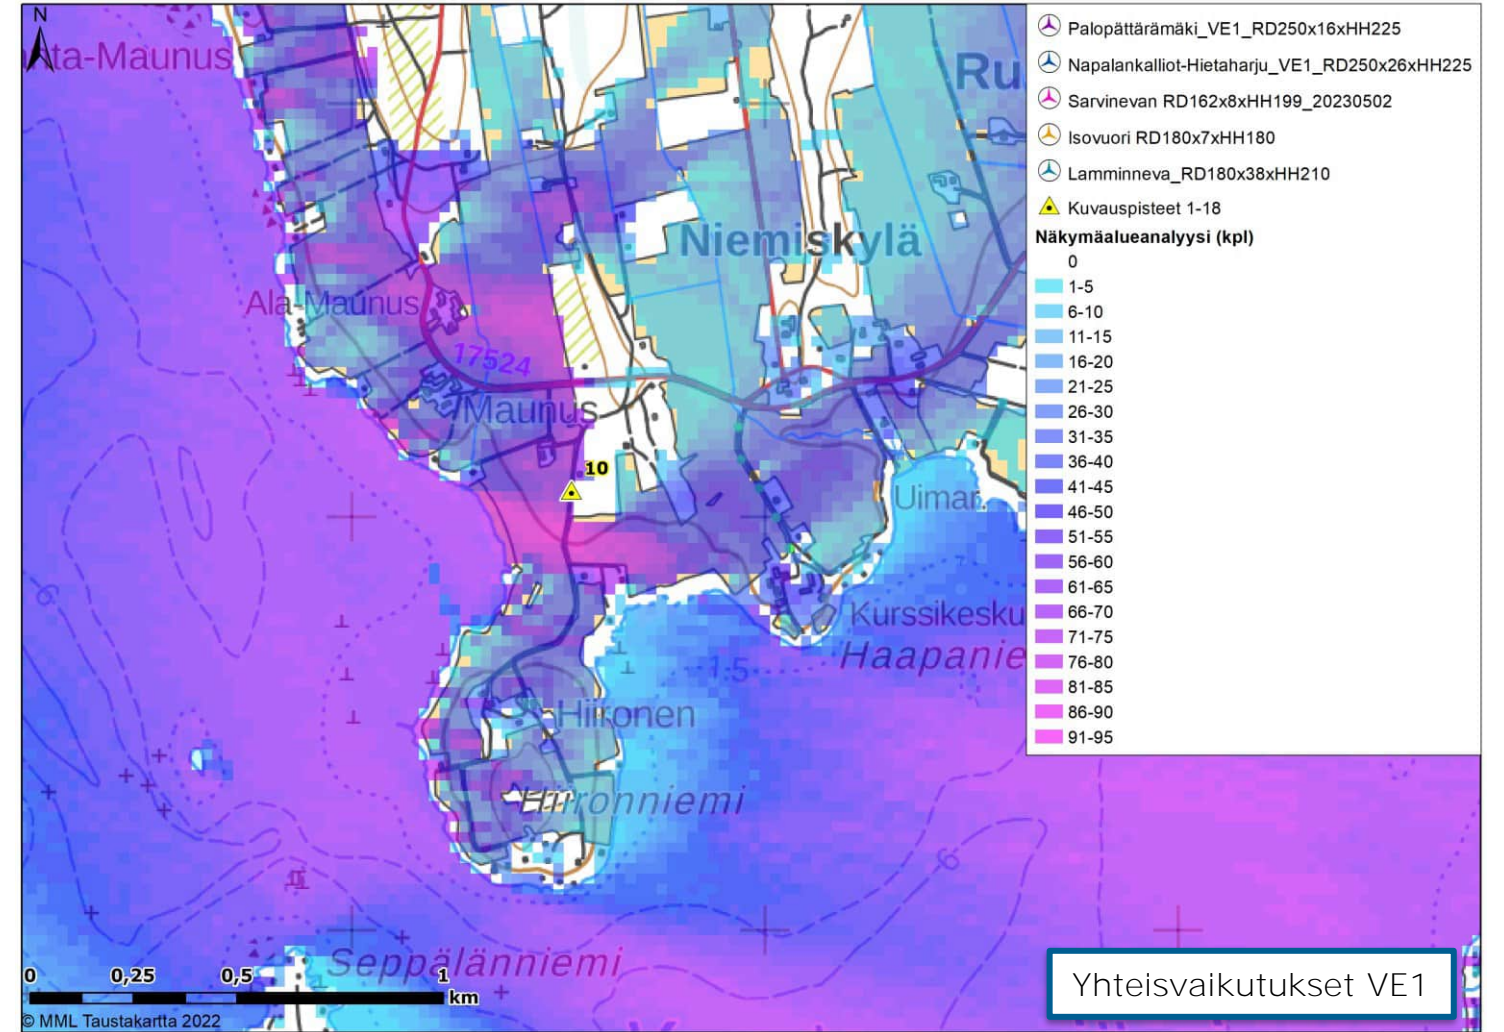 N
nta-Maunus
Ru
Niemiskylä
Ala-Maunus
17524
Maunus
10
Uimar.
Kurssikesku
Haapanie
1.5
Hiironen
Hiironniemi
6
6
Seppälänniemi
0 0,25 0,5 1
km
© MML Taustakartta 2022
Palopättärämäki_VE1_RD250x16xHH225
Napalankalliot-Hietaharju_VE1_RD250x26xHH225
Sarvinevan RD162x8xHH199_20230502
Isovuori RD180x7xHH180
Lamminneva_RD180x38xHH210
Kuvauspisteet 1-18
Näkymäalueanalyysi (kpl)
0
1-5
6-10
11-15
16-20
21-25
26-30
31-35
36-40
41-45
46-50
51-55
56-60
61-65
66-70
71-75
76-80
81-85
86-90
91-95
Yhteisvaikutukset VE1